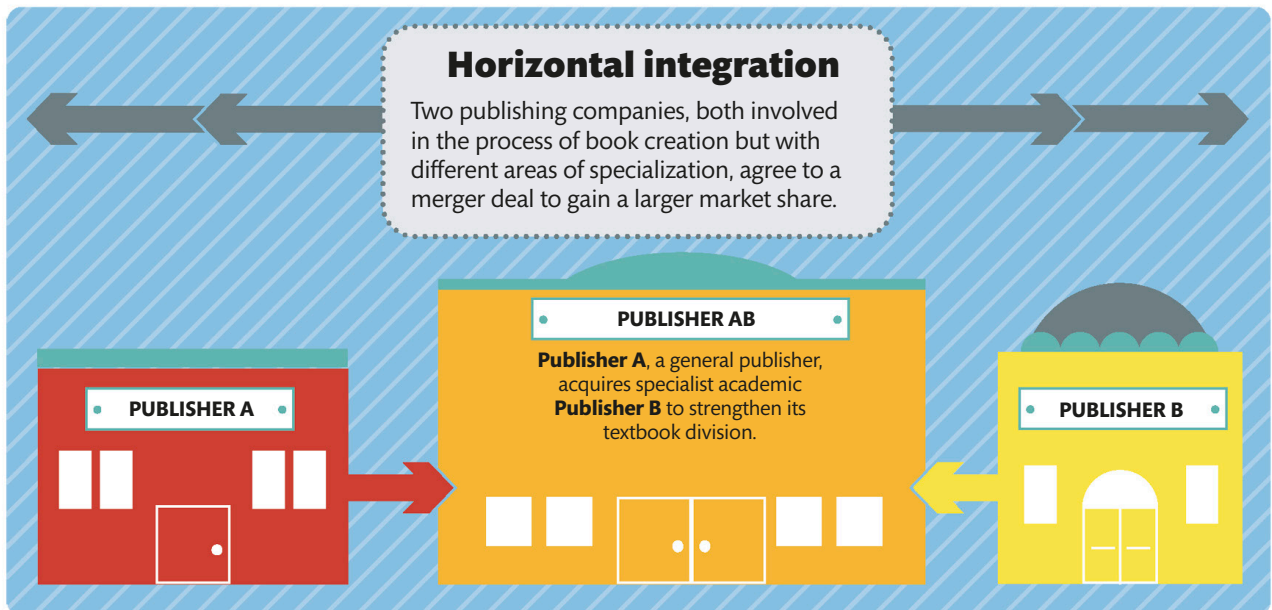 Horizontal integration
Two publishing companies, both involved
in the process of book creation but with
different areas of specialization, agree to a
merger deal to gain a larger market share.
PUBLISHER AB
Publisher A, a general publisher,
acquires specialist academic
Publisher B to strengthen its
textbook division.
PUBLISHER A
PUBLISHER B